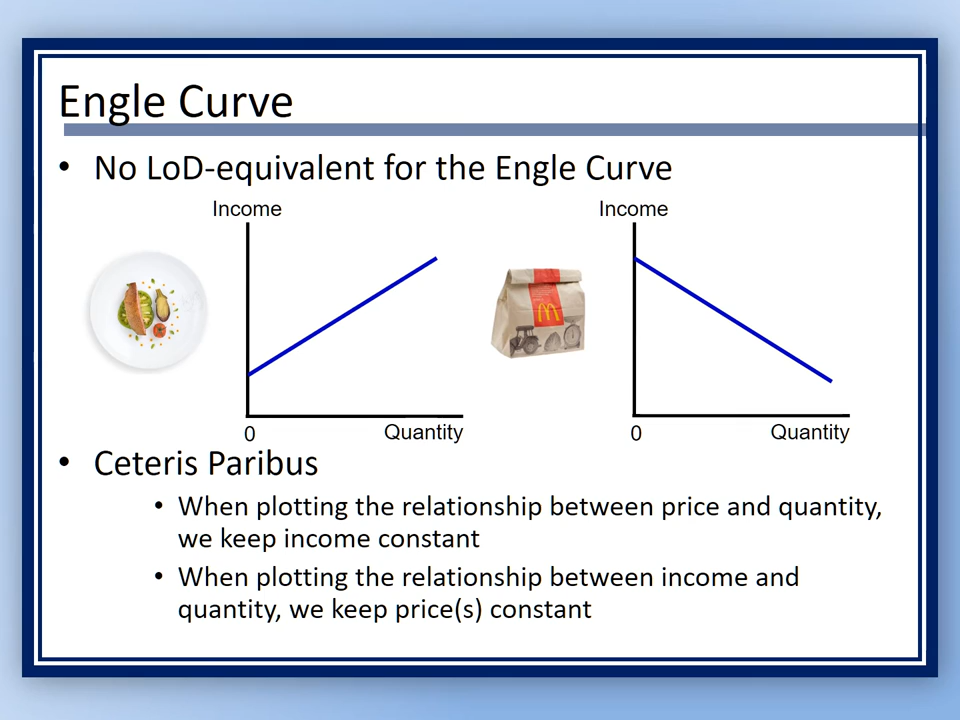 Engle Curve
• No LoD-equivalent for the Engle Curve
Income
Income
0
Quantity
0
Quantity
• Ceteris Paribus
• When plotting the relationship between price and quantity,
we keep income constant
• When plotting the relationship between income and
quantity, we keep price(s) constant